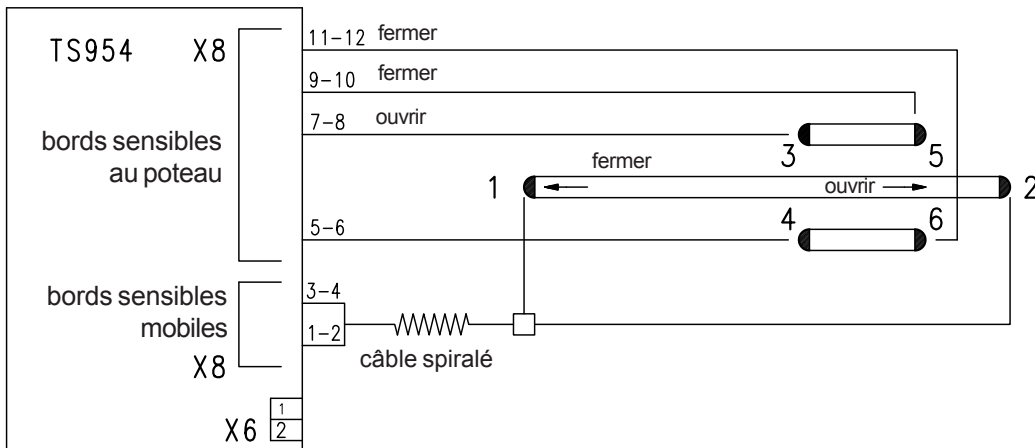 TS954 X8
11-12 fermer
9-10 fermer
7-8 ouvrir
bords sensibles
au poteau
3 5
fermer
1 ouvrir 2
4 6
5-6
bords sensibles
mobiles
3-4
1-2
câble spiralé
X8
1
X6 2